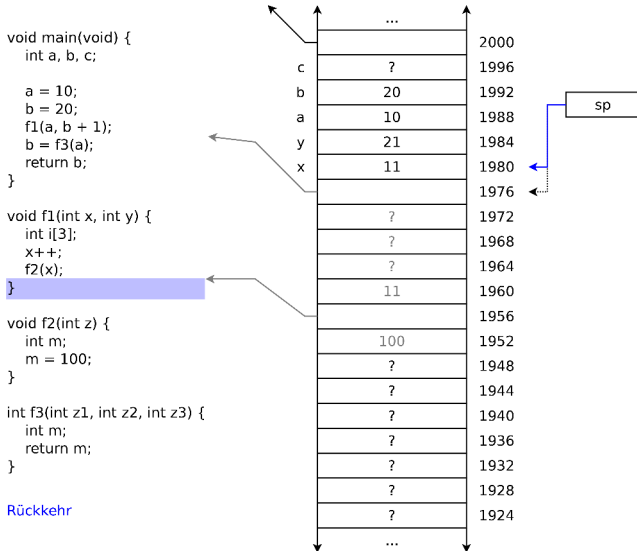 void main(void) {
int a, b, c;
a = 10;
b = 20;
f1(a, b + 1);
b = f3(a);
return b;
}
void f1(int x, int y) {
int i[3];
x++;
f2(x);
}
void f2(int z) {
int m;
m = 100;
}
int f3(int z1, int z2, int z3) {
int m;
return m;
}
Rückkehr
...
2000
c ? 1996
b 20 1992
a 10 1988
y 21 1984
x 11 1980
1976
? 1972
? 1968
? 1964
11 1960
1956
100 1952
? 1948
? 1944
? 1940
? 1936
? 1932
? 1928
? 1924
...
sp